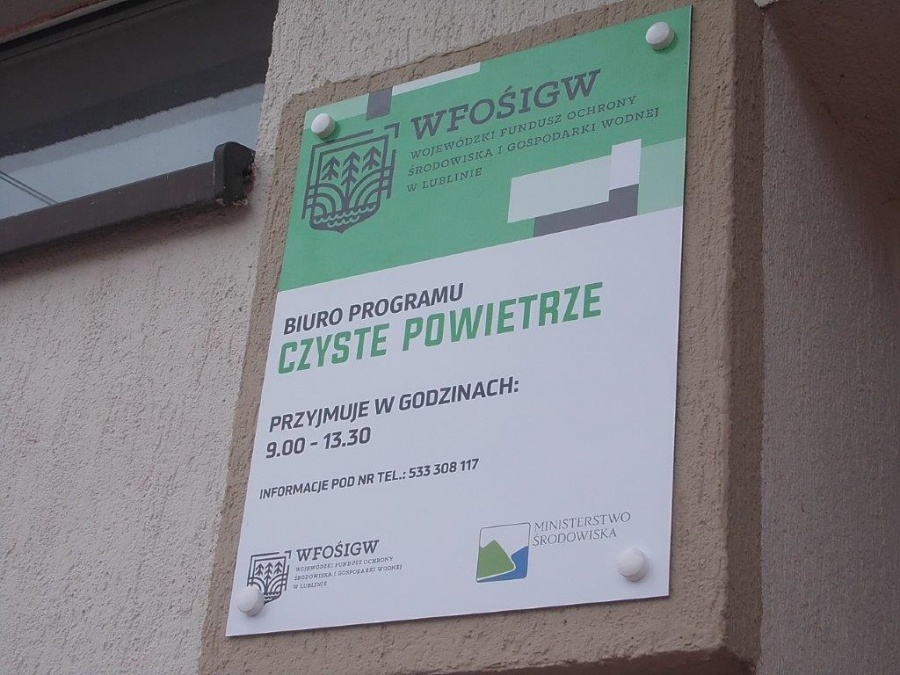 WFOŚIGW
WOJEWÓDZKI FUNDUSZ OCHRONY
ŚRODOWISKA I GOSPODARKI WODNEJ
W LUBLINIE
BIURO PROGRAMU
CZYSTE POWIETRZE
PRZYJMUJE W GODZINACH:
9.00 - 13.30
INFORMACJE POD NR TEL.: 533 308 117
WFOŚIGW
WOJEWÓDZKI FUNDUSZ OCHRONY
ŚRODOWISKA I GOSPODARKI WODNEJ
W LUBLINIE
MINISTERSTWO
ŚRODOWISKA